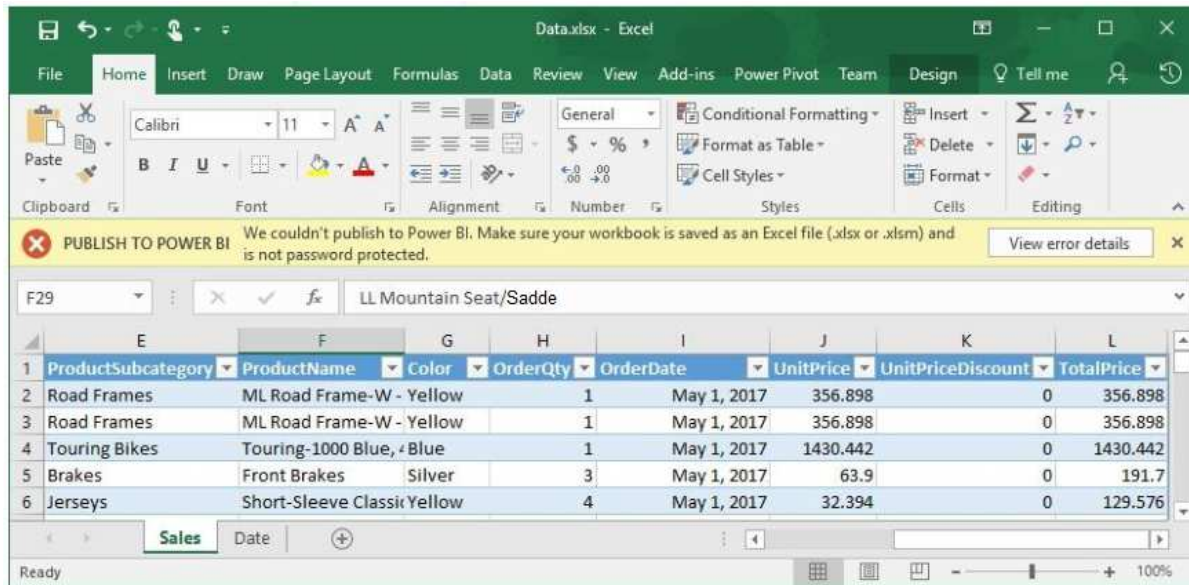 Data.xlsx - Excel
File Home Insert Draw Page Layout Formulas Data Review View Add-ins Power Pivot Team Design Tell me
Calibri 11 A A General Conditional Formatting Insert
Paste B I U A $ % , Format as Table Delete
.00 .00 Cell Styles Format
Clipboard Font Alignment Number Styles Cells Editing
PUBLISH TO POWER BI We couldn't publish to Power BI. Make sure your workbook is saved as an Excel file (.xlsx or .xlsm) and View error details
is not password protected.
F29 fx LL Mountain Seat/Sadde
E F G H I J K L
1 ProductSubcategory ProductName Color OrderQty OrderDate UnitPrice UnitPriceDiscount TotalPrice
2 Road Frames ML Road Frame-W - Yellow 1 May 1, 2017 356.898 0 356.898
3 Road Frames ML Road Frame-W - Yellow 1 May 1, 2017 356.898 0 356.898
4 Touring Bikes Touring-1000 Blue, Blue 1 May 1, 2017 1430.442 0 1430.442
5 Brakes Front Brakes Silver 3 May 1, 2017 63.9 0 191.7
6 Jerseys Short-Sleeve Classic Yellow 4 May 1, 2017 32.394 0 129.576
Sales Date
Ready 100%